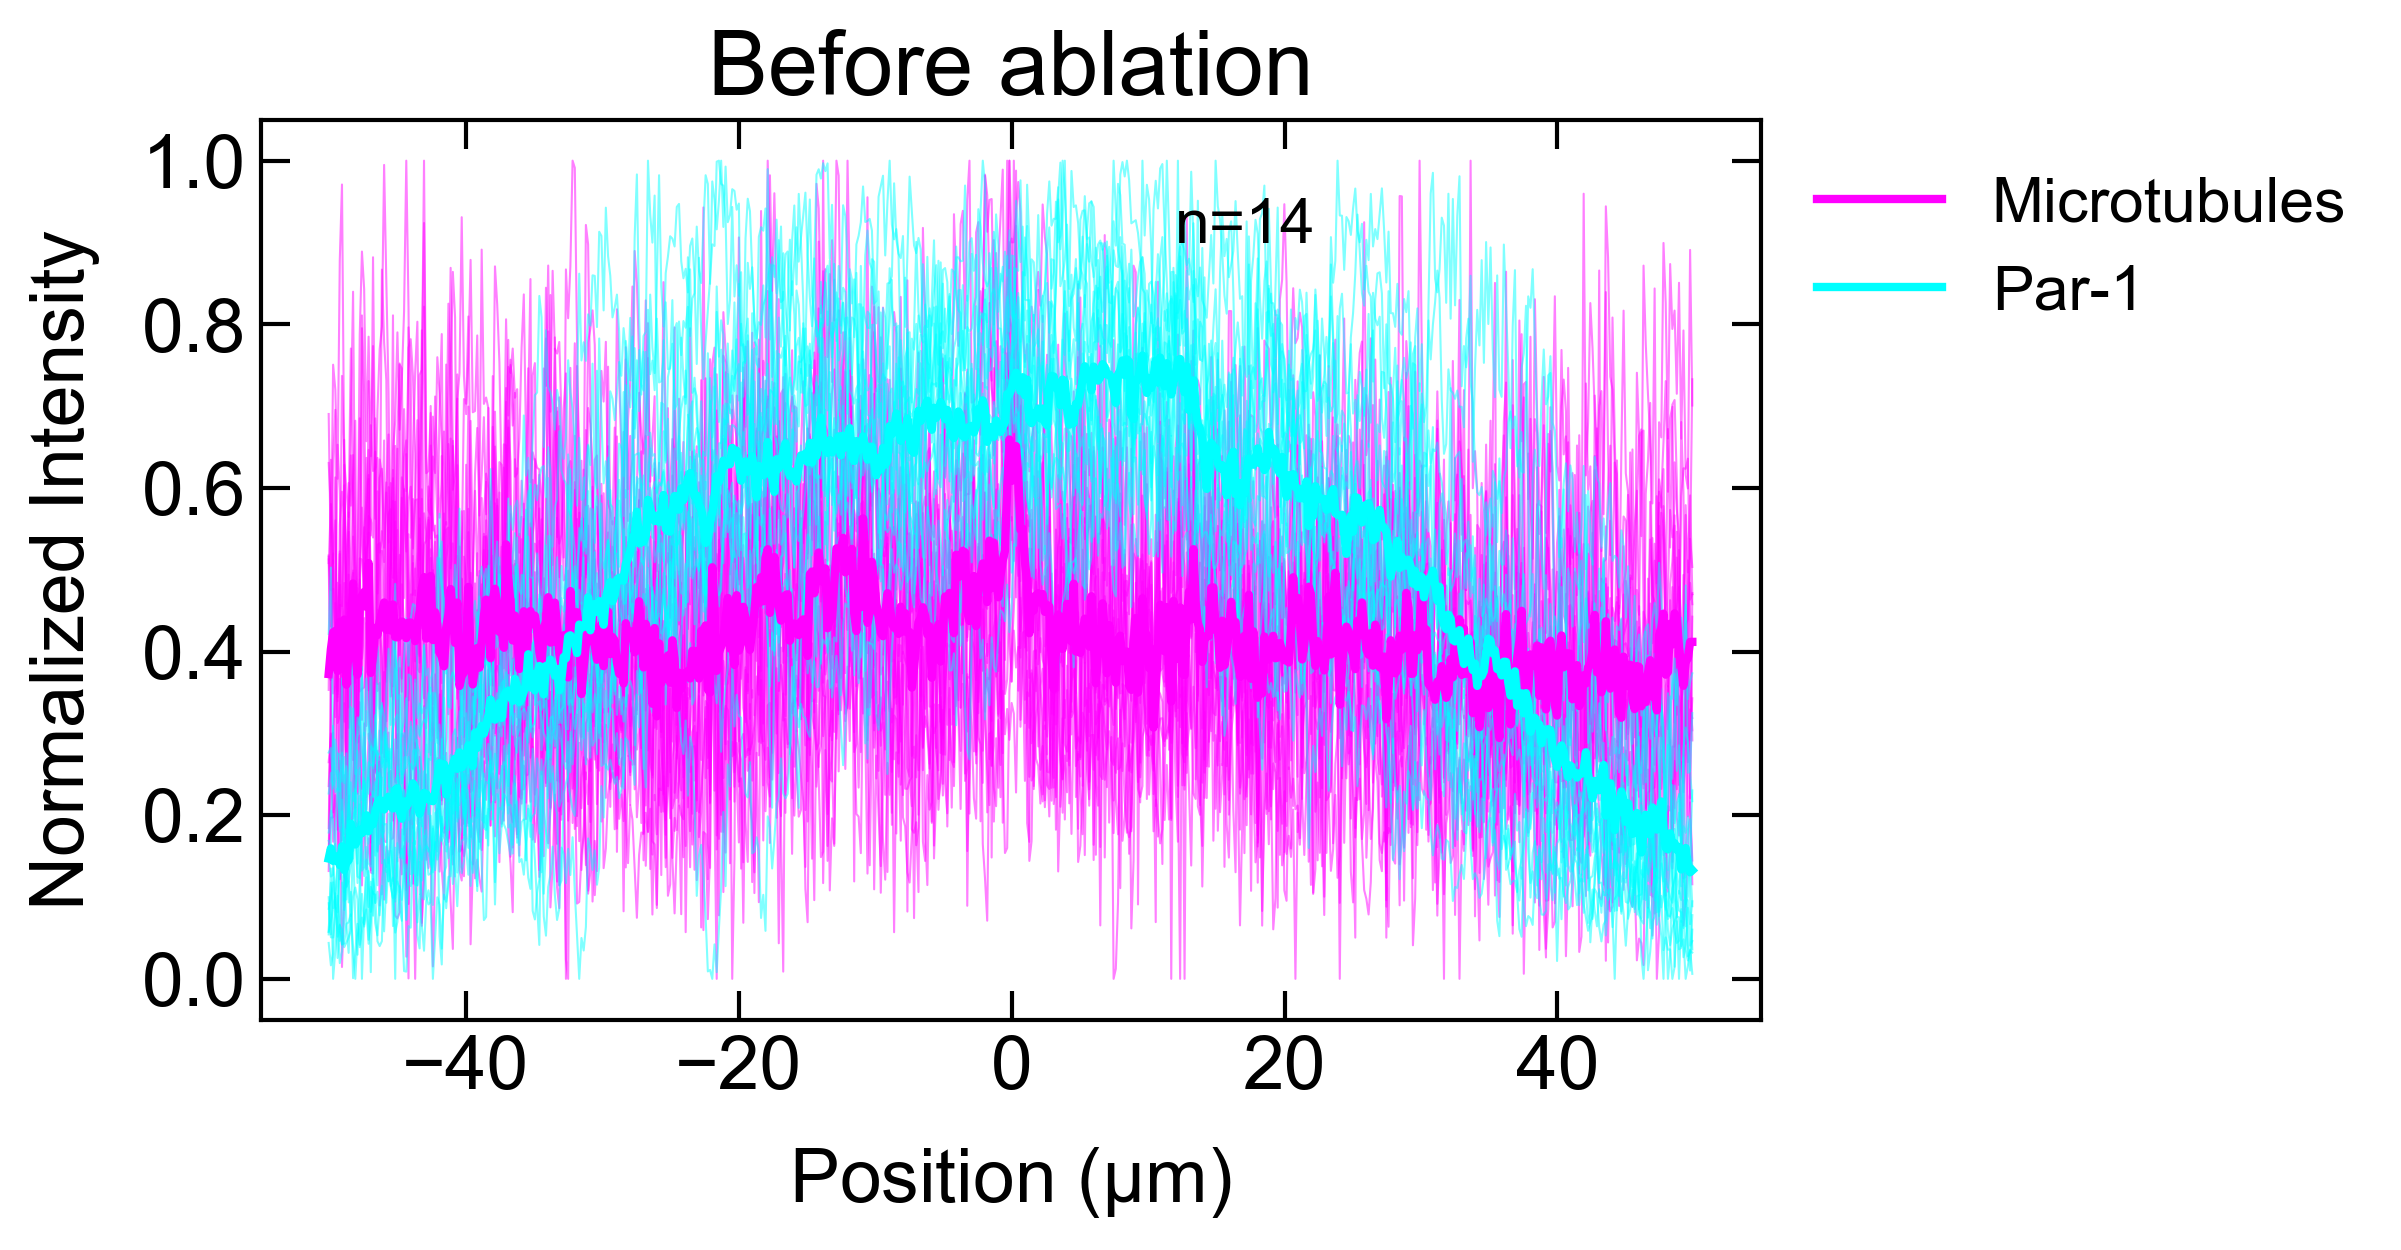 Before ablation
Normalized Intensity
1.0
0.8
0.6
0.4
0.2
0.0
n=14
Microtubules
Par-1
−40
−20
0
20
40
Position (μm)